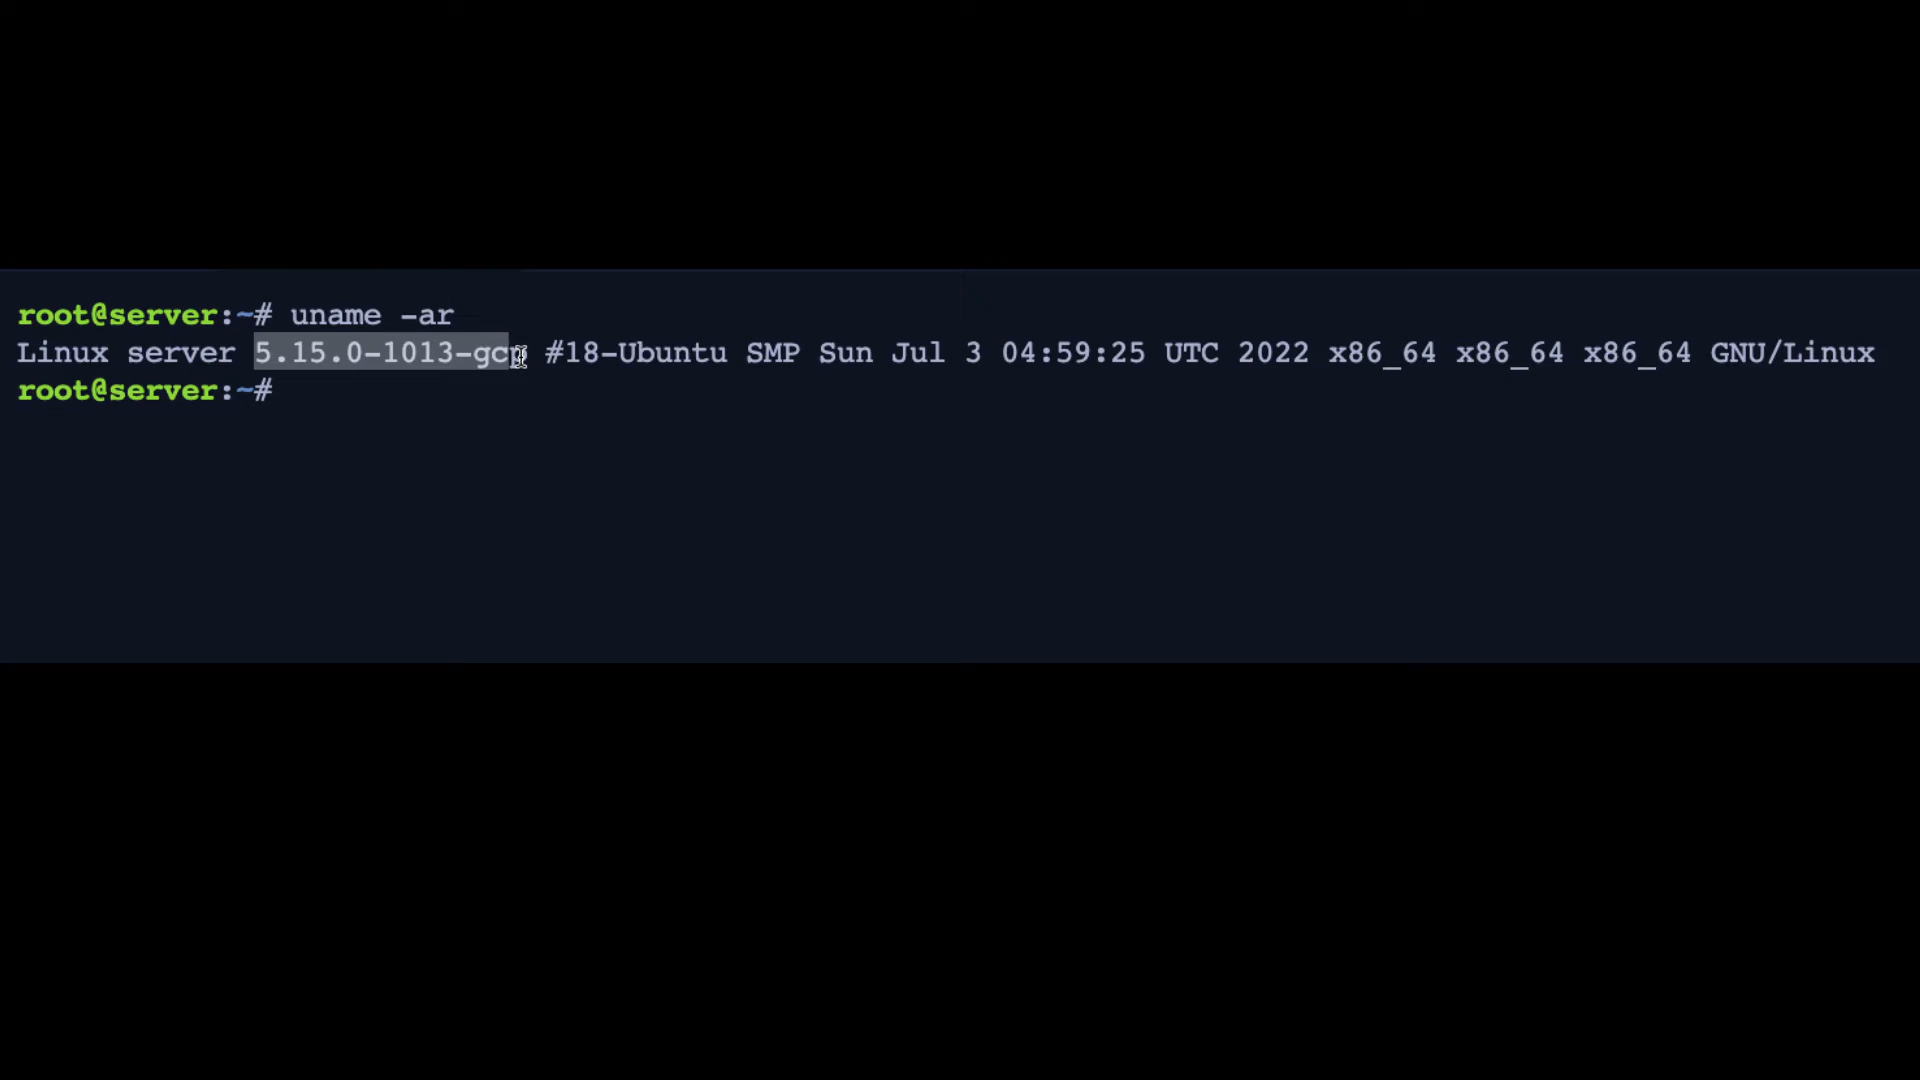 root@server:~# uname -ar
Linux server 5.15.0-1013-gcp #18-Ubuntu SMP Sun Jul 3 04:59:25 UTC 2022 x86_64 x86_64 x86_64 GNU/Linux
root@server:~#